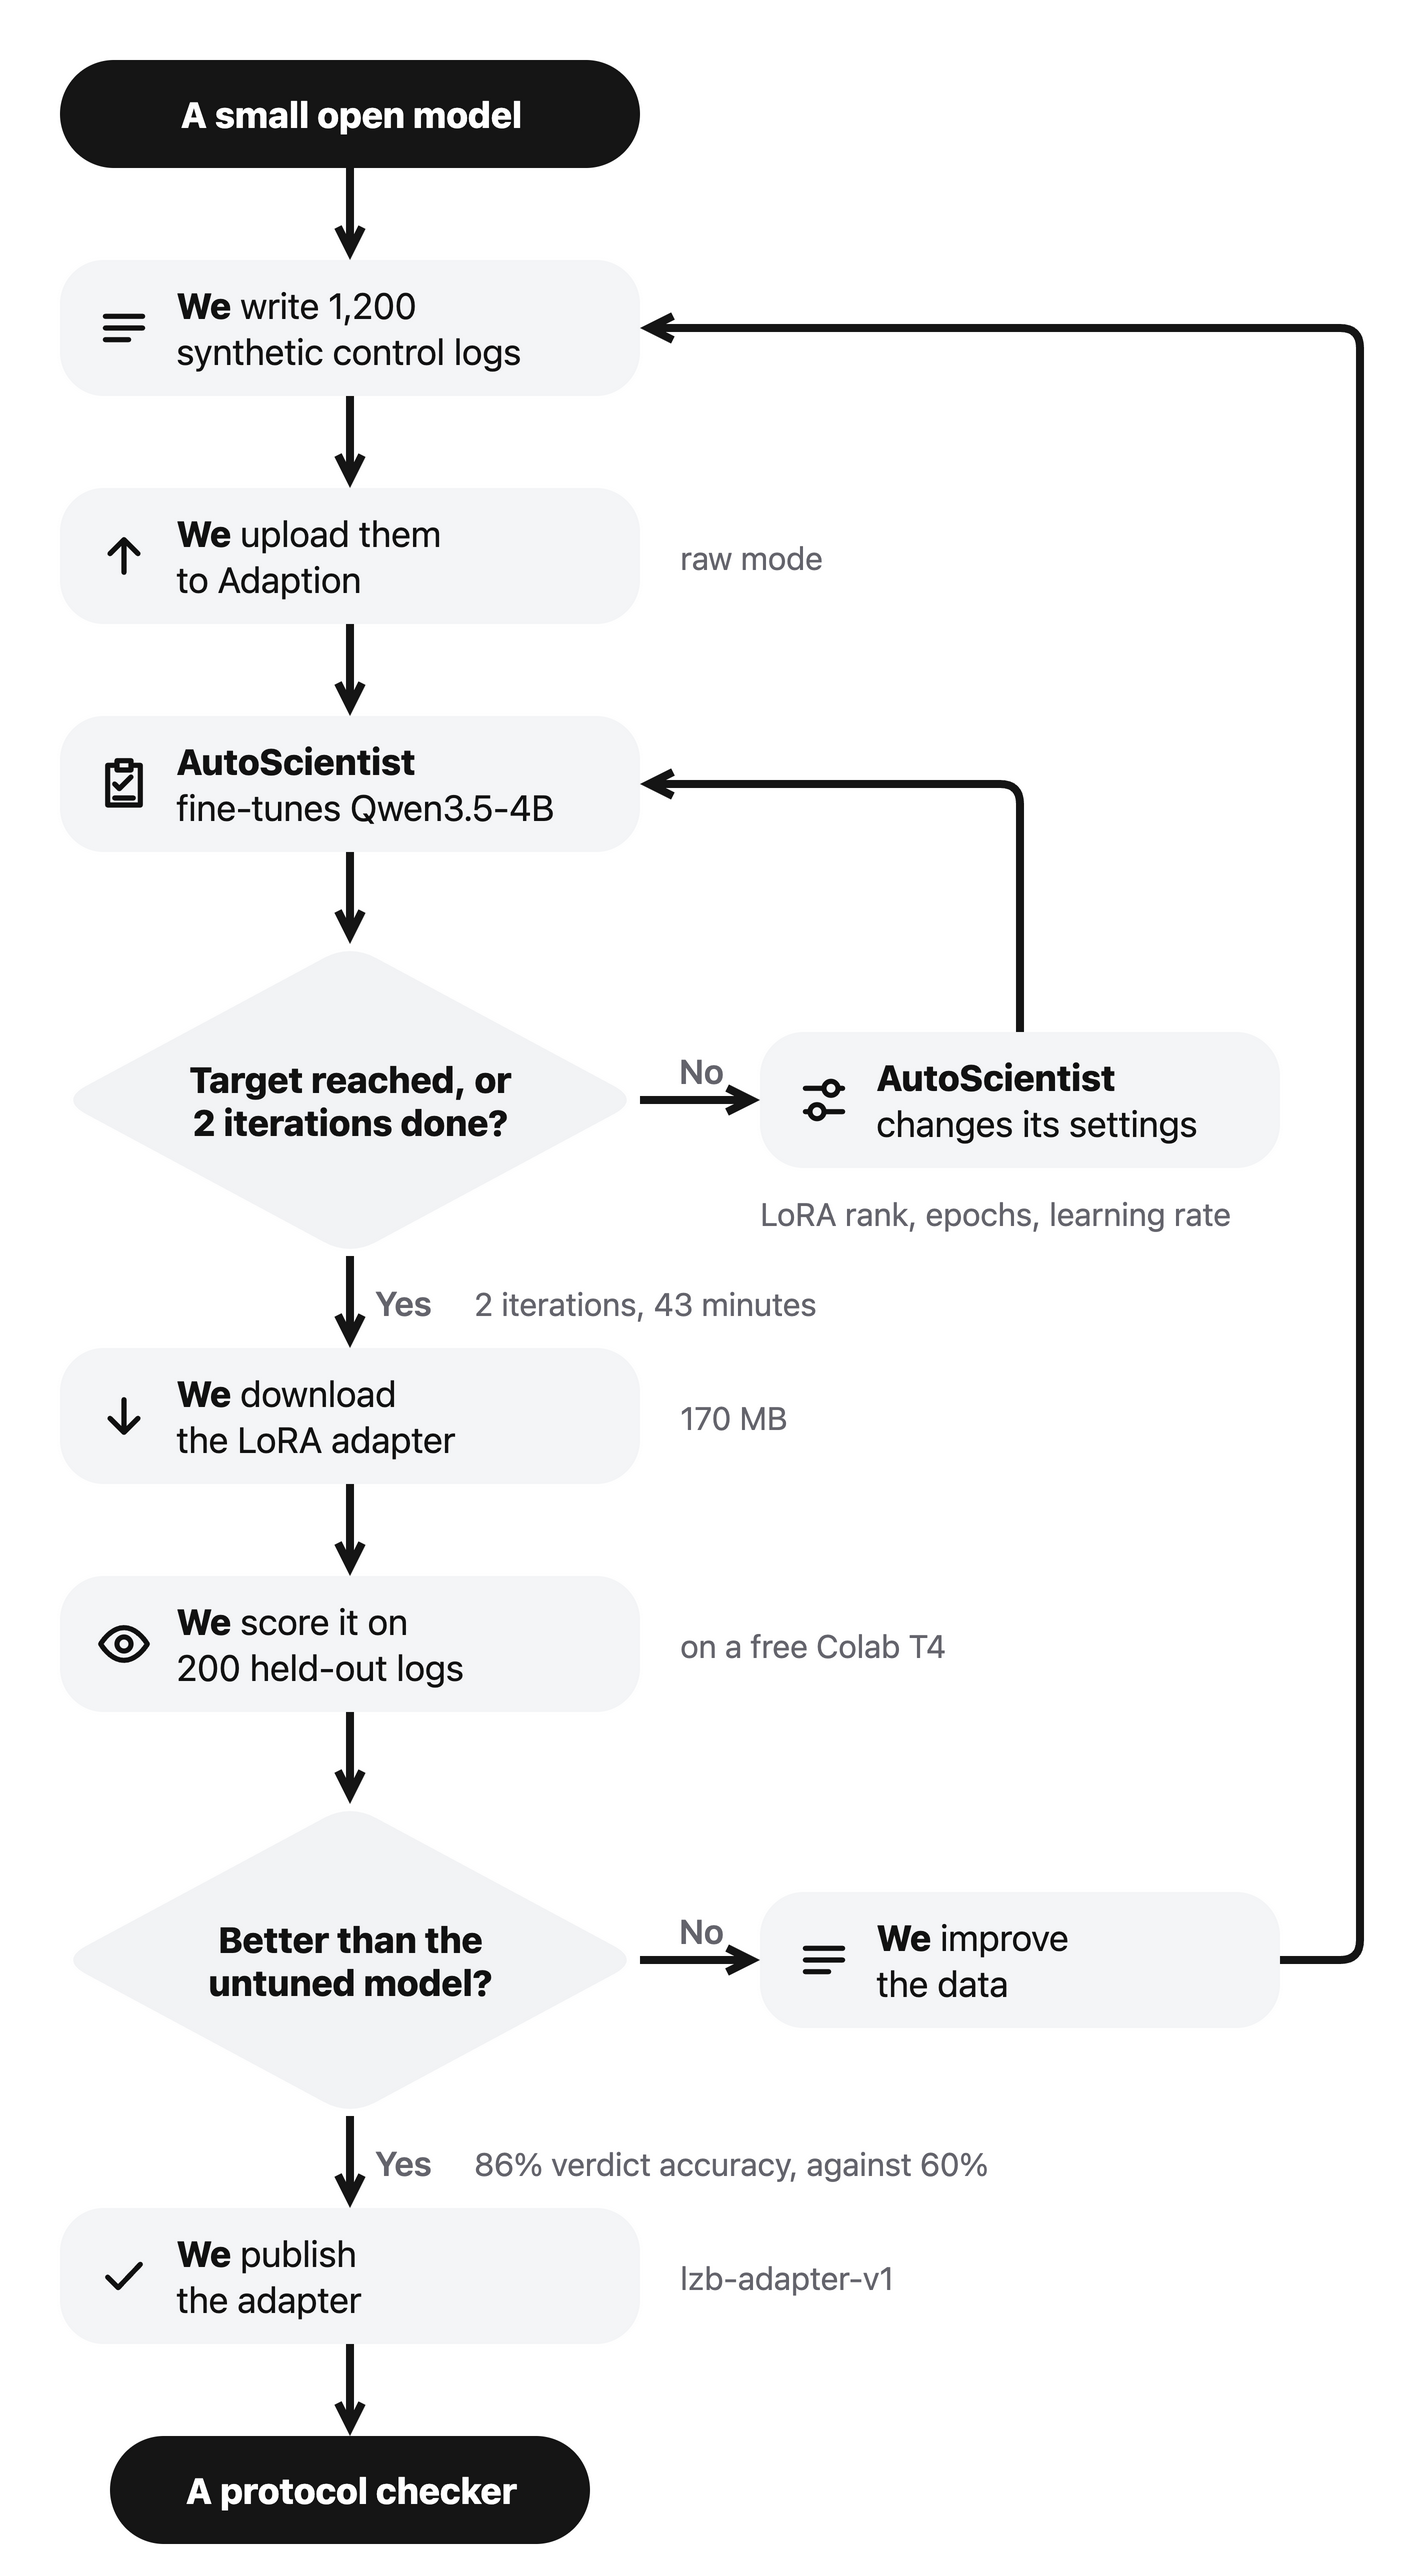 A small open model
We write 1,200
synthetic control logs
We upload them
to Adaption
raw mode
AutoScientist
fine-tunes Qwen3.5-4B
Target reached, or
2 iterations done?
No
AutoScientist
changes its settings
LoRA rank, epochs, learning rate
Yes 2 iterations, 43 minutes
We download
the LoRA adapter
170 MB
We score it on
200 held-out logs
on a free Colab T4
Better than the
untuned model?
No
We improve
the data
Yes 86% verdict accuracy, against 60%
We publish
the adapter
lzb-adapter-v1
A protocol checker